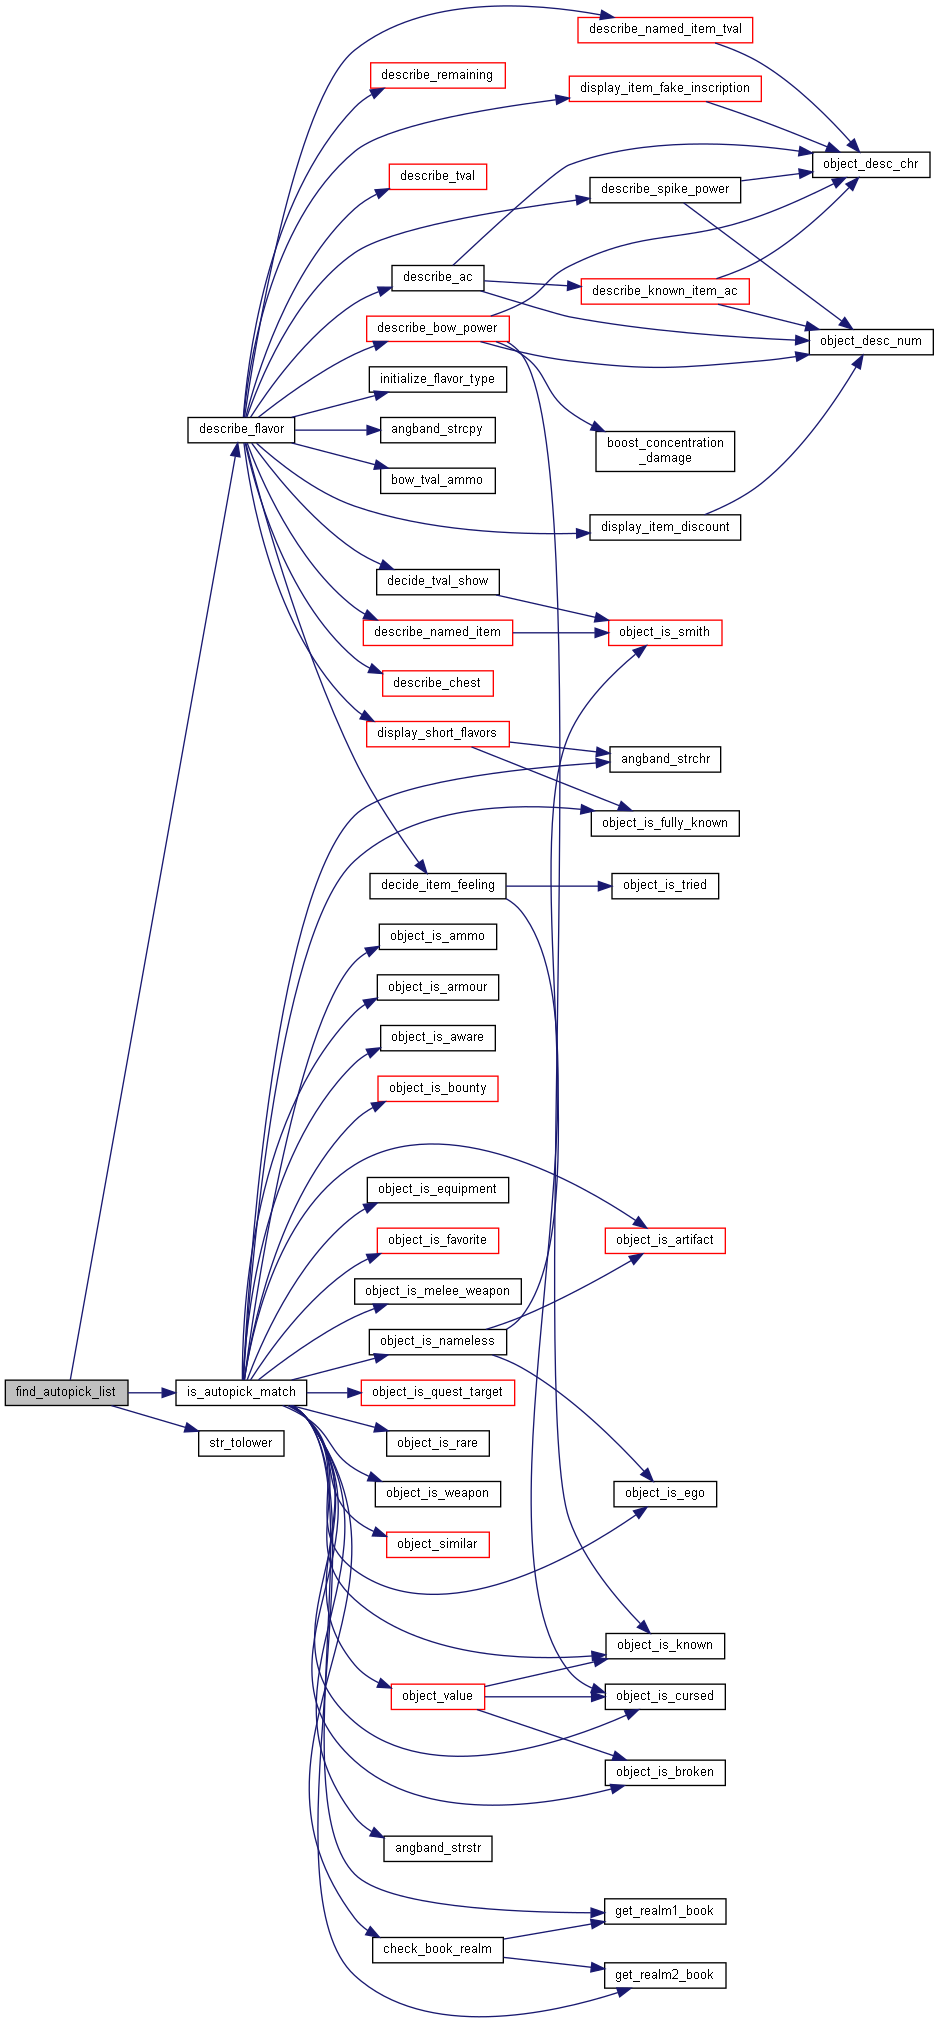 describe_named_item_tval
describe_remaining
display_item_fake_inscription
object_desc_chr
describe_tval
describe_spike_power
describe_ac
describe_known_item_ac
describe_bow_power
object_desc_num
initialize_flavor_type
describe_flavor
angband_strcpy
boost_concentration
_damage
bow_tval_ammo
display_item_discount
decide_tval_show
describe_named_item
object_is_smith
describe_chest
display_short_flavors
angband_strchr
object_is_fully_known
decide_item_feeling
object_is_tried
object_is_ammo
object_is_armour
object_is_aware
object_is_bounty
object_is_equipment
object_is_favorite
object_is_artifact
object_is_melee_weapon
object_is_nameless
find_autopick_list
is_autopick_match
object_is_quest_target
str_tolower
object_is_rare
object_is_weapon
object_is_ego
object_similar
object_is_known
object_value
object_is_cursed
object_is_broken
angband_strstr
get_realm1_book
check_book_realm
get_realm2_book